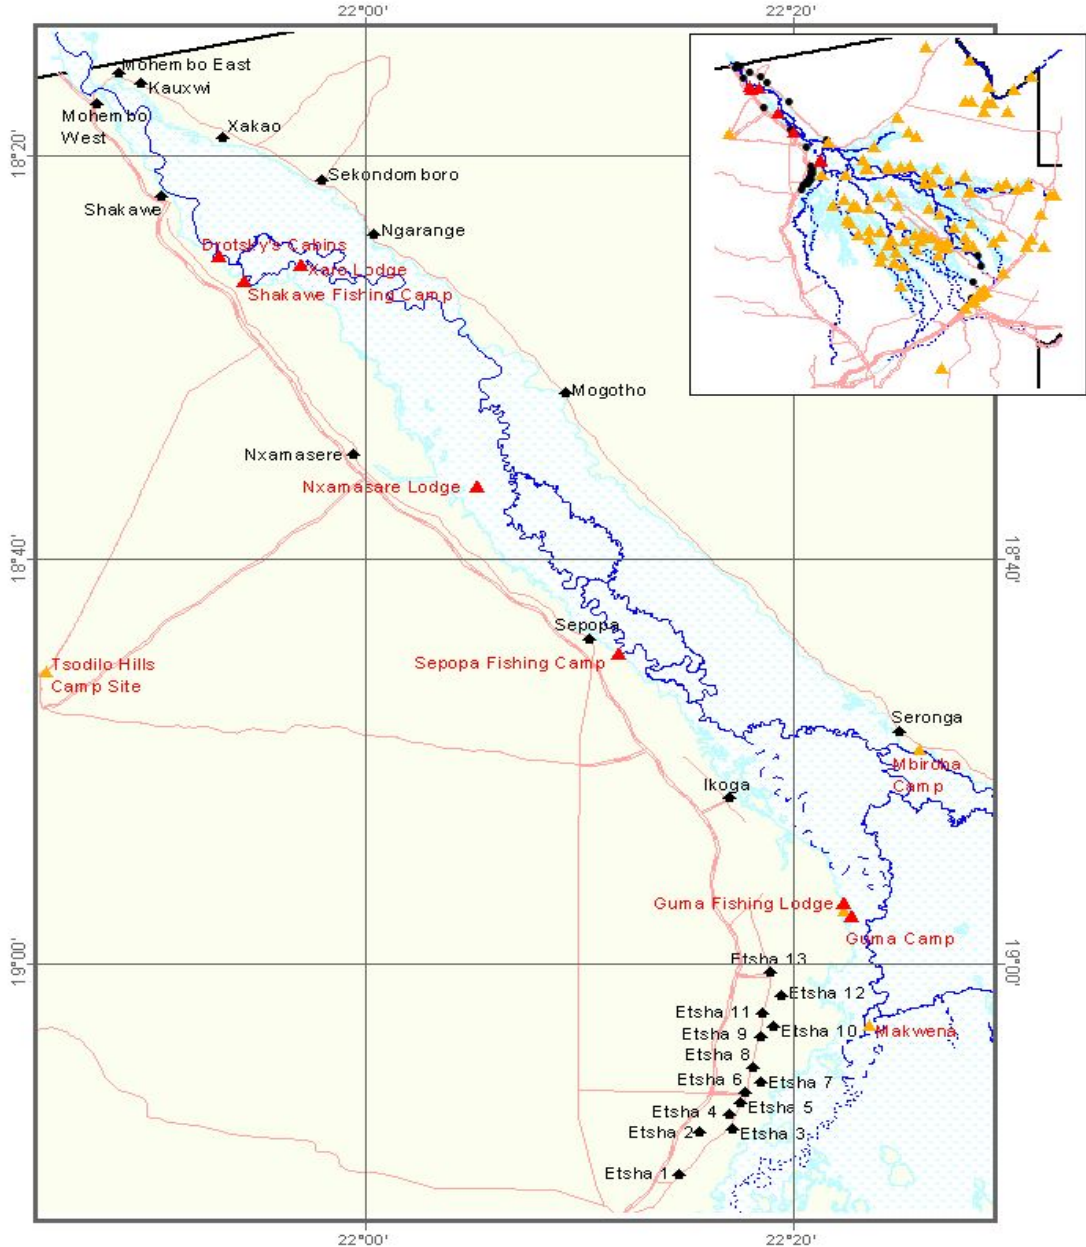 22°00'
22°20'
Mohembo East
Kauxwi
Mohembo
West
Xakao
18°20'
Sekondomboro
Shakawe
Ngarange
Drotsky's Cabins
Xaro Lodge
Shakawe Fishing Camp
Mogotho
Nxamasere
Nxamasare Lodge
18°40'
18°40'
Sepopa
Sepopa Fishing Camp
Tsodilo Hills
Camp Site
Seronga
Mbiroba
Camp
Ikoga
Guma Fishing Lodge
Guma Camp
19°00'
19°00'
Etsha 13
Etsha 12
Etsha 11
Etsha 10
Makwena
Etsha 9
Etsha 8
Etsha 6
Etsha 7
Etsha 5
Etsha 4
Etsha 2
Etsha 3
Etsha 1
22°00'
22°20'